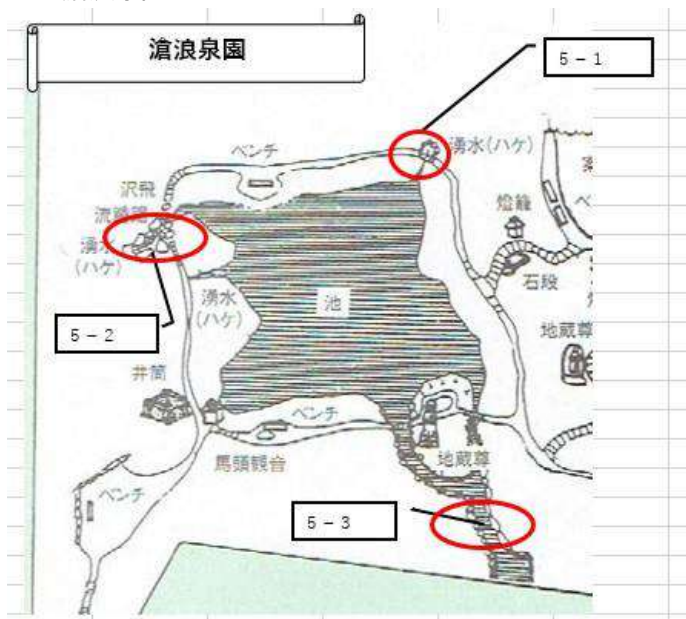 滄浪泉園
5－1
ベンチ
湧水(ハケ)
沢飛
燈籠
湧水
(ハケ)
石段
湧水
(ハケ)
池
5－2
地蔵尊
井筒
ベンチ
馬頭観音
地蔵尊
ベンチ
5－3